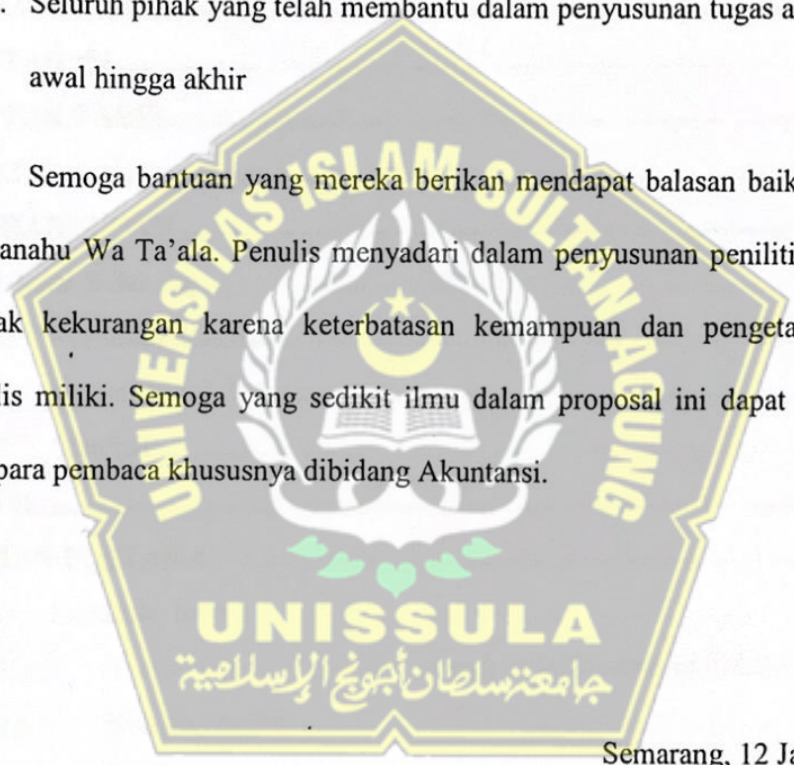 . Seluruh pihak yang telah membantu dalam penyusunan tugas a
awal hingga akhir
Semoga bantuan yang mereka berikan mendapat balasan baik
anahu Wa Ta'ala. Penulis menyadari dalam penyusunan peniliti
ak kekurangan karena keterbatasan kemampuan dan pengeta
lis miliki. Semoga yang sedikit ilmu dalam proposal ini dapat
para pembaca khususnya dibidang Akuntansi.
UNIVERSITAS ISLAM SULTAN AGUNG
UNISSULA
جامعة سلطان أجونج الإسلامية
Semarang, 12 Ja